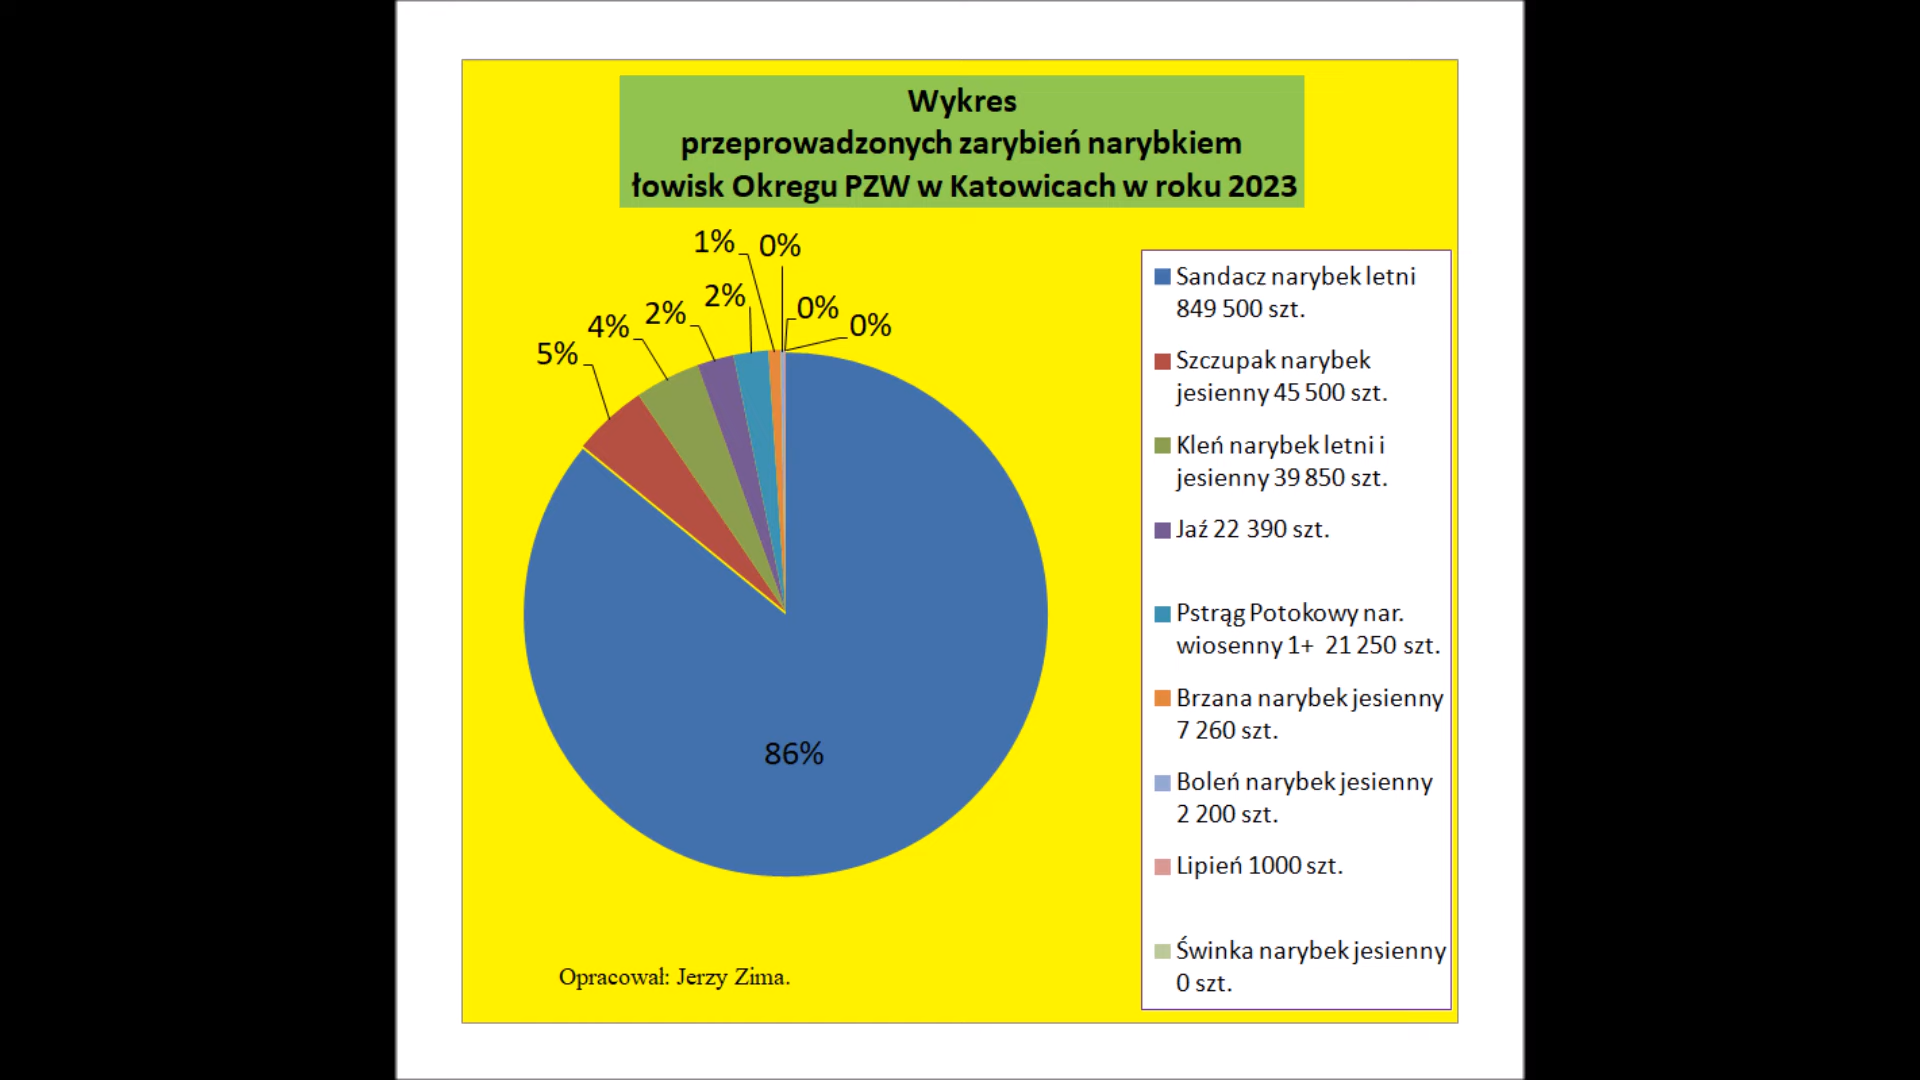 Wykres
przeprowadzonych zarybień narybkiem
łowisk Okregu PZW w Katowicach w roku 2023
1%
0%
2%
0%
2%
0%
4%
5%
86%
Sandacz narybek letni
849 500 szt.
Szczupak narybek
jesienny 45 500 szt.
Kleń narybek letni i
jesienny 39 850 szt.
Jaź 22 390 szt.
Pstrąg Potokowy nar.
wiosenny 1+ 21 250 szt.
Brzana narybek jesienny
7 260 szt.
Boleń narybek jesienny
2 200 szt.
Lipień 1000 szt.
Świnka narybek jesienny
0 szt.
Opracował: Jerzy Zima.